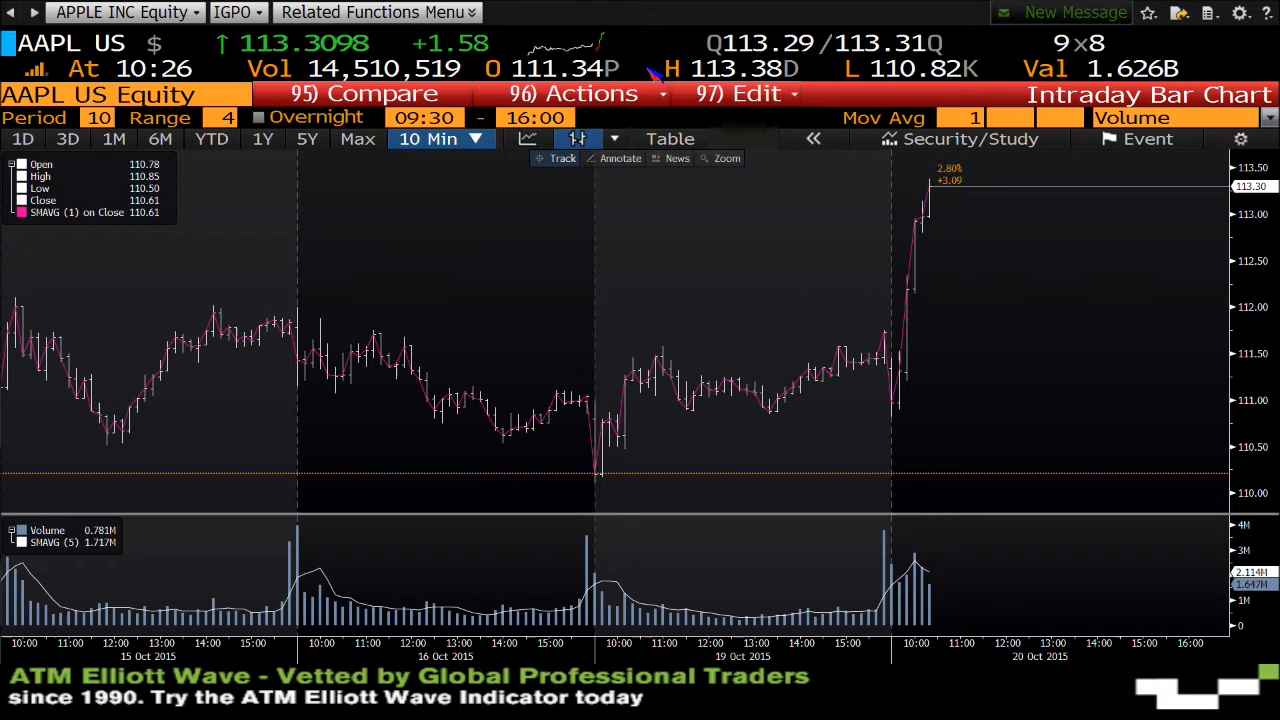 APPLE INC Equity IGPO Related Functions Menu New Message
AAPL US $ ↑ 113.3098 +1.58 Q113.29 /113.31Q 9×8
At 10:26 Vol 14,510,519 O 111.34P H 113.38D L 110.82K Val 1.626B
AAPL US Equity 95) Compare 96) Actions 97) Edit Intraday Bar Chart
Period 10 Range 4 Overnight 09:30 - 16:00 Mov Avg 1 Volume
1D 3D 1M 6M YTD 1Y 5Y Max 10 Min Table Security/Study Event
Track Annotate News Zoom
Open 110.78
High 110.85
Low 110.50
Close 110.61
SMAVG (1) on Close 110.61
2.80%
+3.09
113.50
113.30
113.00
112.50
112.00
111.50
111.00
110.50
110.00
Volume 0.781M
SMAVG (5) 1.717M
4M
3M
2.114M
1.647M
1M
0
10:00 11:00 12:00 13:00 14:00 15:00 10:00 11:00 12:00 13:00 14:00 15:00 10:00 11:00 12:00 13:00 14:00 15:00 10:00 11:00 12:00 13:00 14:00 15:00 16:00
15 Oct 2015 16 Oct 2015 19 Oct 2015 20 Oct 2015
ATM Elliott Wave - Vetted by Global Professional Traders
since 1990. Try the ATM Elliott Wave Indicator today